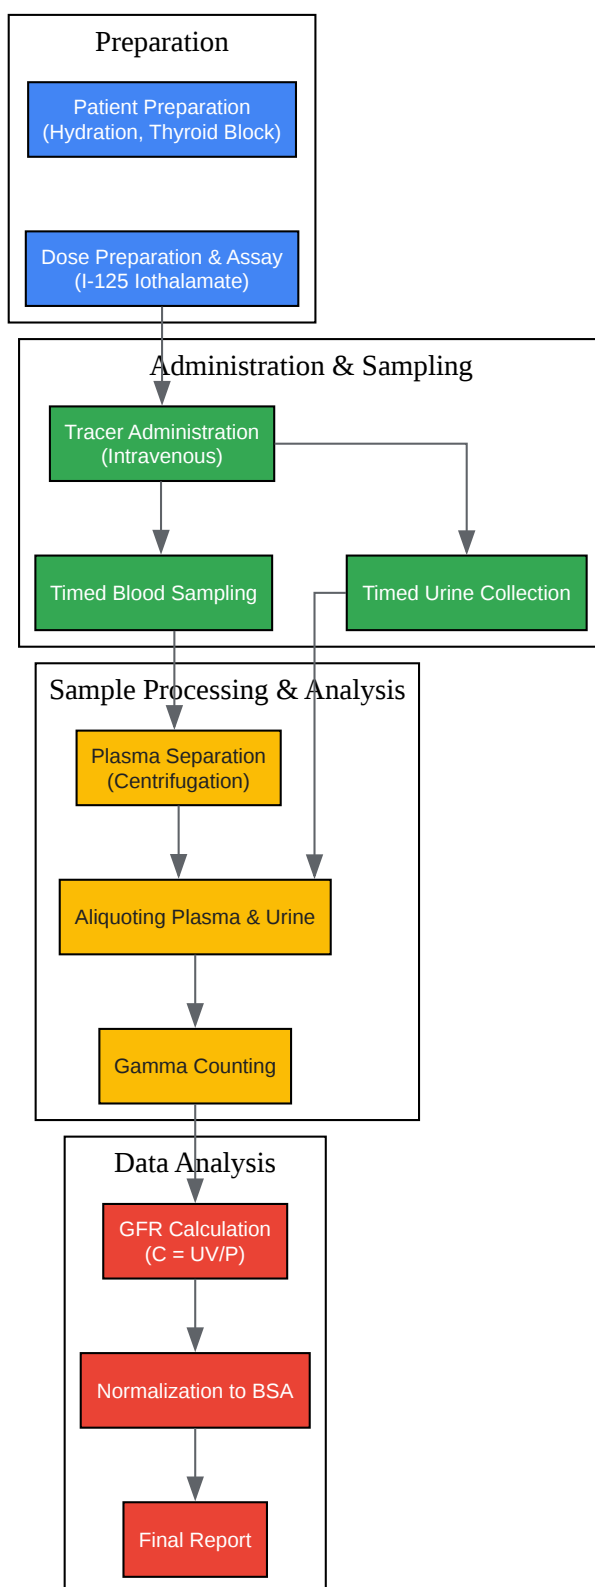 Preparation
Patient Preparation
(Hydration, Thyroid Block)
Dose Preparation & Assay
(I-125 Iothalamate)
Administration & Sampling
Tracer Administration
(Intravenous)
Timed Blood Sampling
Timed Urine Collection
Sample Processing & Analysis
Plasma Separation
(Centrifugation)
Aliquoting Plasma & Urine
Gamma Counting
Data Analysis
GFR Calculation
(C = UV/P)
Normalization to BSA
Final Report